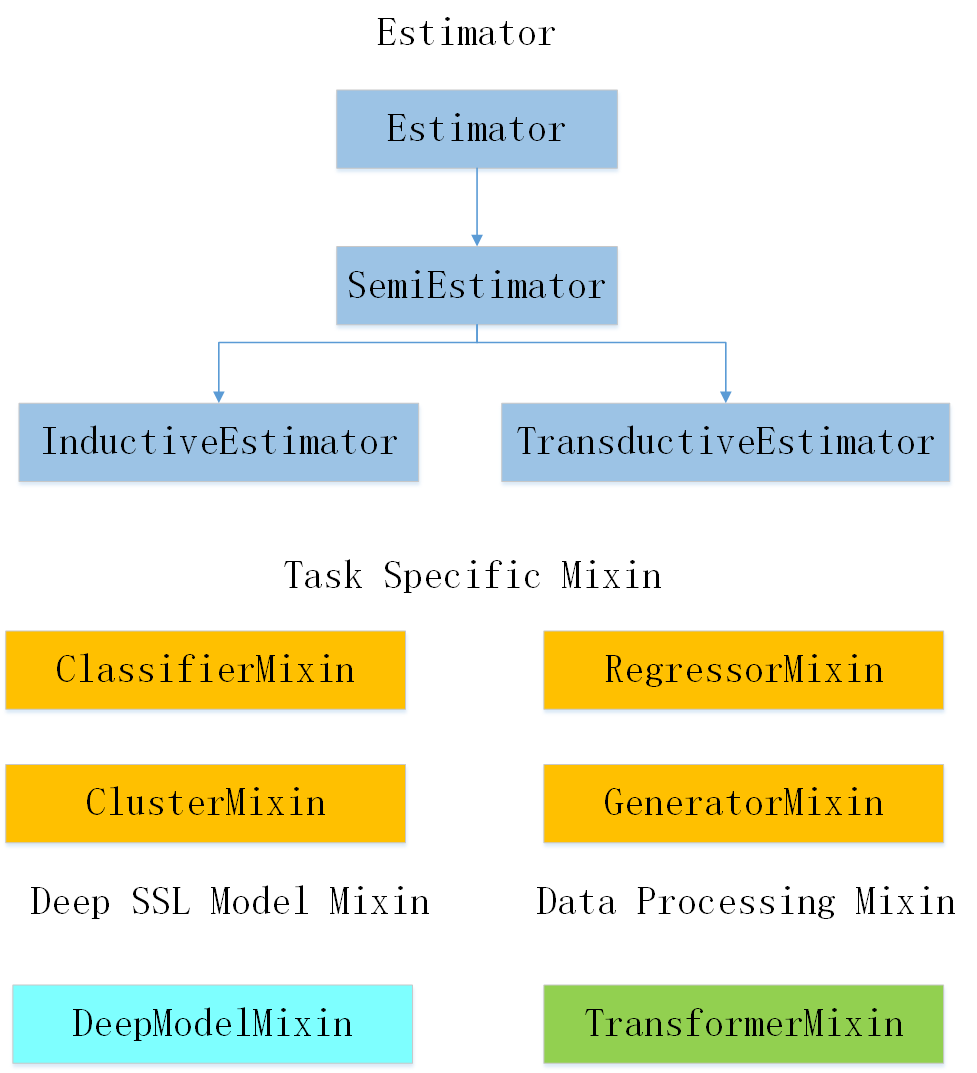 Estimator
Estimator
SemiEstimator
InductiveEstimator
TransductiveEstimator
Task Specific Mixin
ClassifierMixin
RegressorMixin
ClusterMixin
GeneratorMixin
Deep SSL Model Mixin
Data Processing Mixin
DeepModelMixin
TransformerMixin